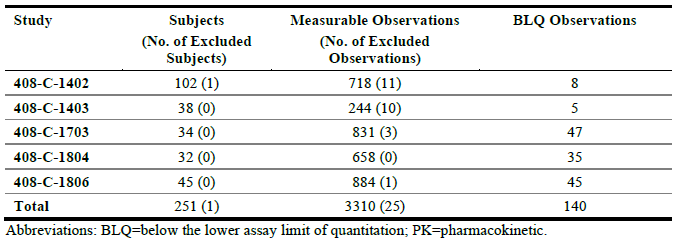 Study Subjects Measurable Observations BLQ Observations
(No. of Excluded (No. of Excluded
Subjects) Observations)
408-C-1402 102 (1) 718 (11) 8
408-C-1403 38 (0) 244 (10) 5
408-C-1703 34 (0) 831 (3) 47
408-C-1804 32 (0) 658 (0) 35
408-C-1806 45 (0) 884 (1) 45
Total 251 (1) 3310 (25) 140
Abbreviations: BLQ=below the lower assay limit of quantitation; PK=pharmacokinetic.